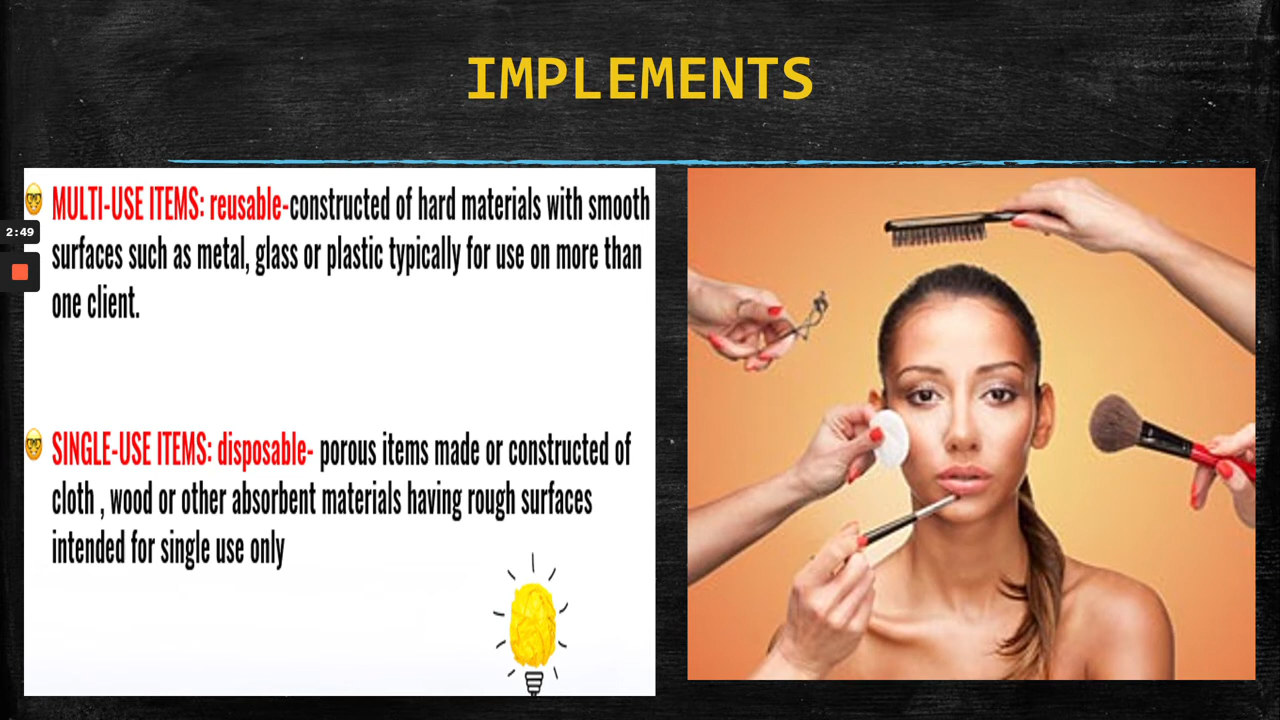 IMPLEMENTS
MULTI-USE ITEMS: reusable-constructed of hard materials with smooth
surfaces such as metal, glass or plastic typically for use on more than
one client.
2:49
SINGLE-USE ITEMS: disposable- porous items made or constructed of
cloth , wood or other absorbent materials having rough surfaces
intended for single use only